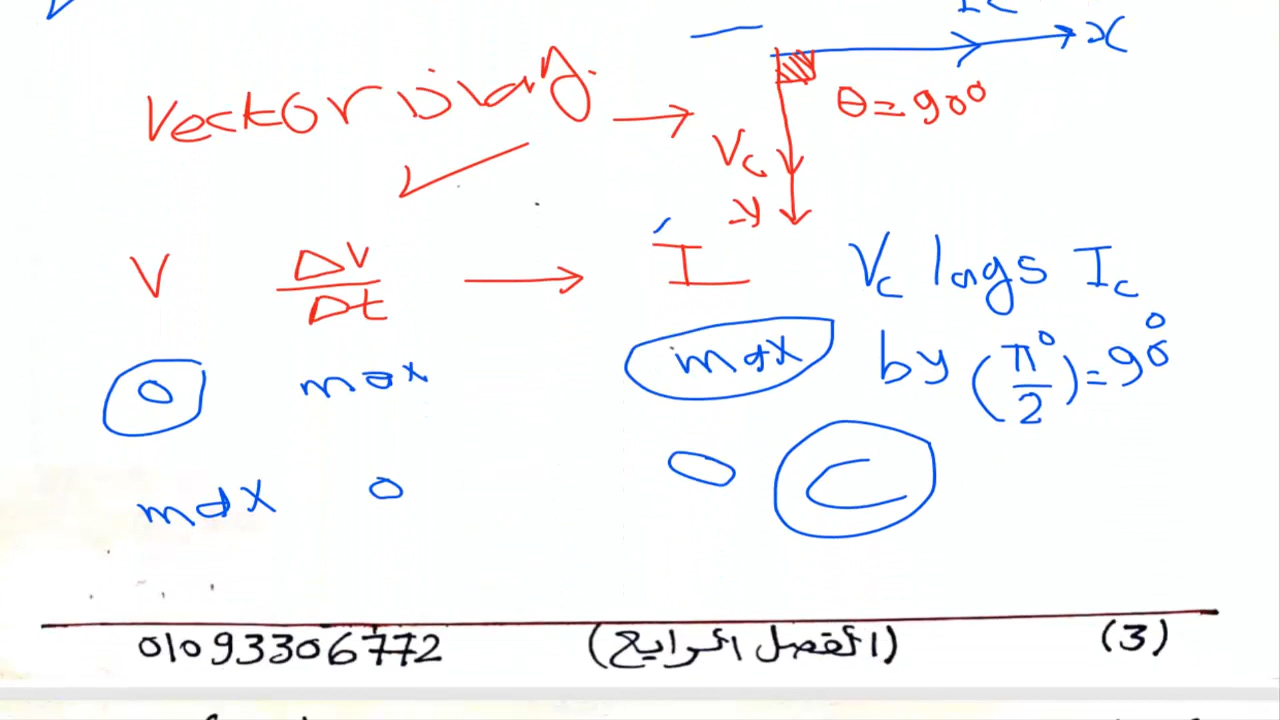 x
Vector Diag.
θ = 90°
Vc
-y
V ΔV/Δt → I
Vc lags Ic
0 max max by (π°/2) = 90°
max 0 0 C
01093306772 (الفصل الرابع) (3)